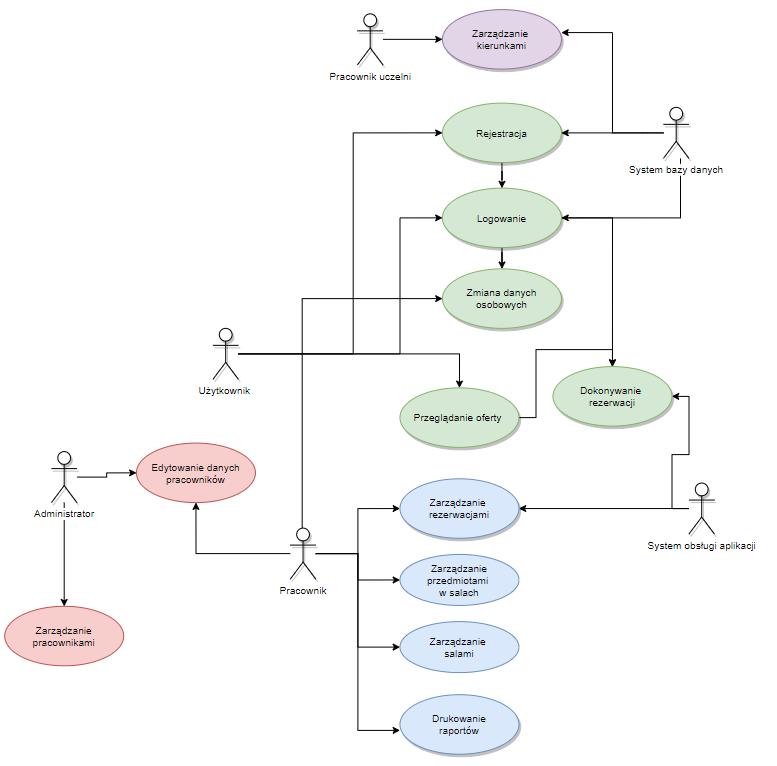 Zarządzanie
kierunkami
Pracownik uczelni
Rejestracja
System bazy danych
Logowanie
Zmiana danych
osobowych
Użytkownik
Dokonywanie
rezerwacji
Przeglądanie oferty
Edytowanie danych
pracowników
Administrator
Zarządzanie
rezerwacjami
System obsługi aplikacji
Zarządzanie
przedmiotami
w salach
Pracownik
Zarządzanie
pracownikami
Zarządzanie
salami
Drukowanie
raportów